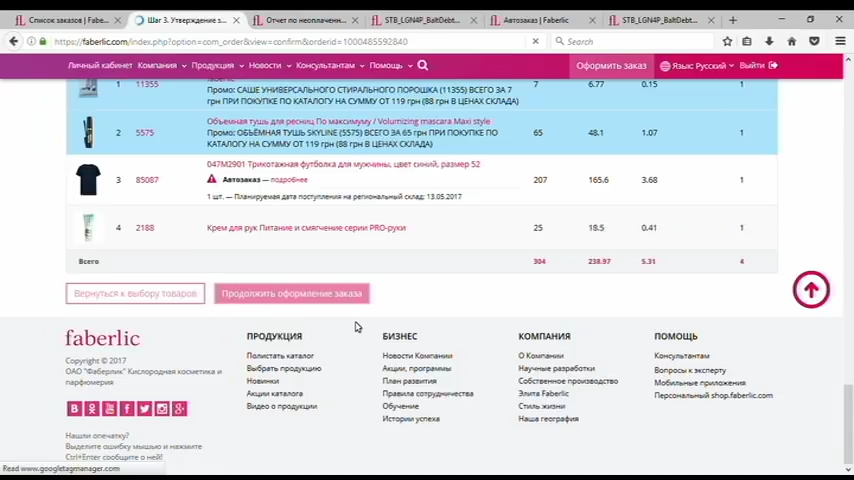 Список заказов | Fabe...
Шаг 3. Утверждение з...
Отчет по неоплаченн...
STB_LGN4P_BaltDebt...
Автозаказ | Faberlic
STB_LGN4P_BaltDeb...
https://faberlic.com/index.php?option=com_order&view=confirm&orderid=1000485592840
Search
Личный кабинет Компания Продукция Новости Консультантам Помощь
Оформить заказ
Язык: Русский
Выйти
1 11355
Промо: САШЕ УНИВЕРСАЛЬНОГО СТИРАЛЬНОГО ПОРОШКА (11355) ВСЕГО ЗА 7
ГРН ПРИ ПОКУПКЕ ПО КАТАЛОГУ НА СУММУ ОТ 119 ГРН (88 ГРН В ЦЕНАХ СКЛАДА)
7 6.77 0.15 1
2 5575
Объемная тушь для ресниц По максимуму / Volumizing mascara Maxi style
Промо: ОБЪЁМНАЯ ТУШЬ SKYLINE (5575) ВСЕГО ЗА 65 ГРН ПРИ ПОКУПКЕ ПО
КАТАЛОГУ НА СУММУ ОТ 119 ГРН (88 ГРН В ЦЕНАХ СКЛАДА)
65 48.1 1.07 1
3 85087
047M2901 Трикотажная футболка для мужчины, цвет синий, размер 52
Автозаказ — подробнее
1 шт. — Планируемая дата поступления на региональный склад: 13.05.2017
207 165.6 3.68 1
4 2188 Крем для рук Питание и смягчение серии PRO-руки 25 18.5 0.41 1
Всего 304 238.97 5.31 4
Вернуться к выбору товаров
Продолжить оформление заказа
faberlic
Copyright © 2017
ОАО "Фаберлик" Кислородная косметика и
парфюмерия
Нашли опечатку?
Выделите ошибку мышью и нажмите
Ctrl+Enter сообщите о ней!
ПРОДУКЦИЯ
Полистать каталог
Выбрать продукцию
Новинки
Акции каталога
Видео о продукции
БИЗНЕС
Новости Компании
Акции, программы
План развития
Правила сотрудничества
Обучение
Истории успеха
КОМПАНИЯ
О Компании
Научные разработки
Собственное производство
Элита Faberlic
Стиль жизни
Наша география
ПОМОЩЬ
Консультантам
Вопросы к эксперту
Мобильные приложения
Персональный shop.faberlic.com
Read www.googletagmanager.com